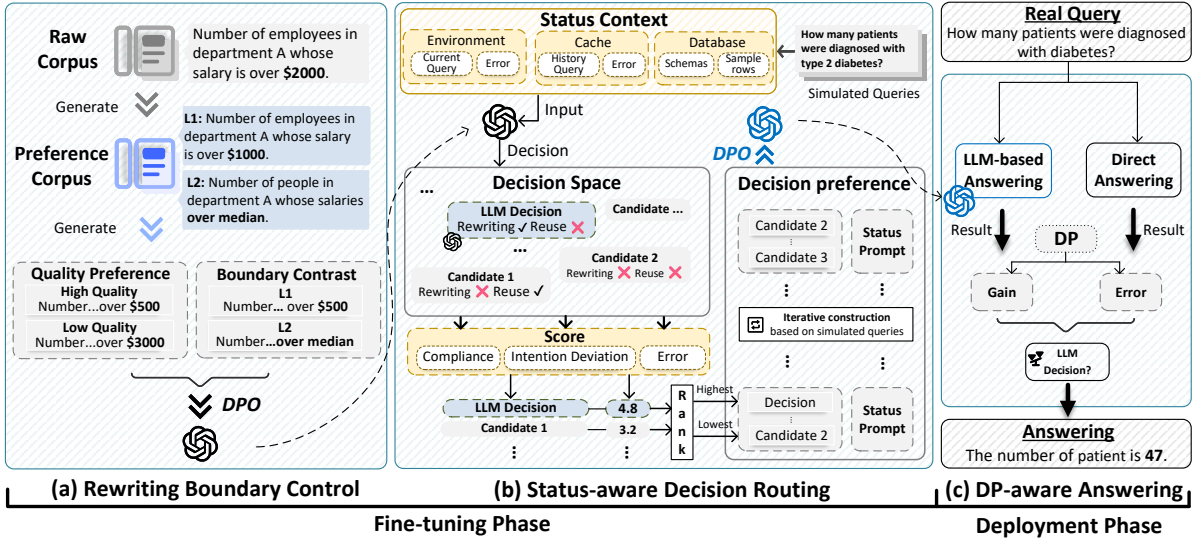 Raw
Corpus
Number of employees in
department A whose
salary is over $2000.
Generate
L1: Number of employees in
department A whose salary
is over $1000.
Preference
Corpus
L2: Number of people in
department A whose salaries
over median.
Generate
Quality Preference
High Quality
Number...over $500
Low Quality
Number...over $3000
Boundary Contrast
L1
Number... over $500
L2
Number...over median
DPO
(a) Rewriting Boundary Control
Status Context
Environment
Current
Query
Error
Cache
History
Query
Error
Database
Schemas
Sample
rows
How many patients
were diagnosed with
type 2 diabetes?
Simulated Queries
Input
Decision
DPO
...
Decision Space
LLM Decision
Rewriting ✓ Reuse ❌
Candidate ...
...
Candidate 1
Rewriting ❌ Reuse ✓
Candidate 2
Rewriting ❌ Reuse ❌
Score
Compliance
Intention Deviation
Error
LLM Decision
4.8
Candidate 1
3.2
Rank
Highest
Lowest
Decision preference
Candidate 2
Candidate 3
Status
Prompt
Iterative construction
based on simulated queries
Decision
Candidate 2
Status
Prompt
(b) Status-aware Decision Routing
Real Query
How many patients were diagnosed
with diabetes?
LLM-based
Answering
Direct
Answering
Result
Result
DP
Gain
Error
LLM
Decision?
Answering
The number of patient is 47.
(c) DP-aware Answering
Fine-tuning Phase
Deployment Phase